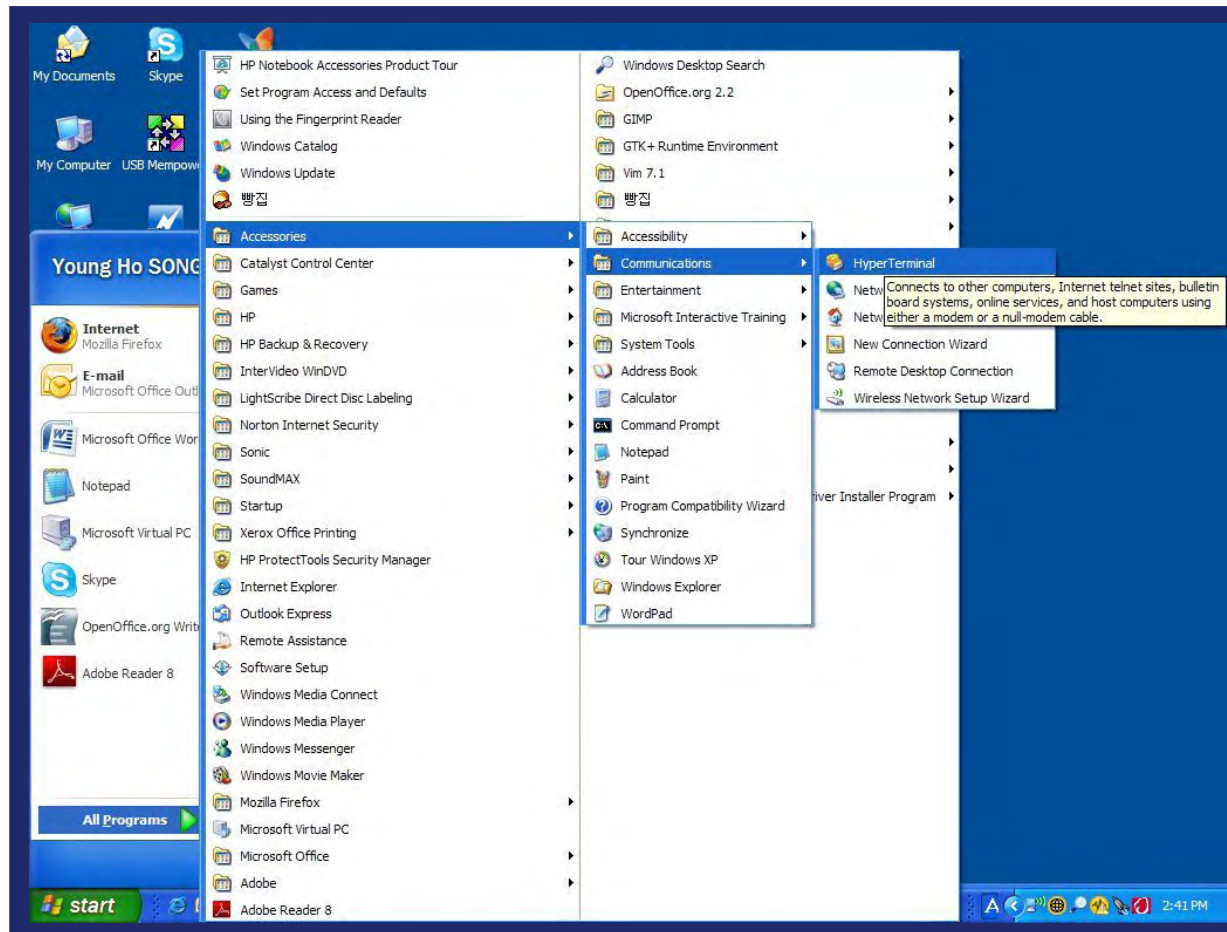 My Documents
Skype
My Computer
USB Mempow
Young Ho SONG
Internet
Mozilla Firefox
E-mail
Microsoft Office Outl
Microsoft Office Wor
Notepad
Microsoft Virtual PC
Skype
OpenOffice.org Write
Adobe Reader 8
All Programs
start
HP Notebook Accessories Product Tour
Set Program Access and Defaults
Using the Fingerprint Reader
Windows Catalog
Windows Update
빵집
Accessories
Catalyst Control Center
Games
HP
HP Backup & Recovery
InterVideo WinDVD
LightScribe Direct Disc Labeling
Norton Internet Security
Sonic
SoundMAX
Startup
Xerox Office Printing
HP ProtectTools Security Manager
Internet Explorer
Outlook Express
Remote Assistance
Software Setup
Windows Media Connect
Windows Media Player
Windows Messenger
Windows Movie Maker
Mozilla Firefox
Microsoft Virtual PC
Microsoft Office
Adobe
Adobe Reader 8
Windows Desktop Search
OpenOffice.org 2.2
GIMP
GTK+ Runtime Environment
Vim 7.1
빵집
river Installer Program
Accessibility
Communications
Entertainment
Microsoft Interactive Training
System Tools
Address Book
Calculator
Command Prompt
Notepad
Paint
Program Compatibility Wizard
Synchronize
Tour Windows XP
Windows Explorer
WordPad
HyperTerminal
Netw
Netw
New Connection Wizard
Remote Desktop Connection
Wireless Network Setup Wizard
Connects to other computers, Internet telnet sites, bulletin
board systems, online services, and host computers using
either a modem or a null-modem cable.
A
2:41 PM